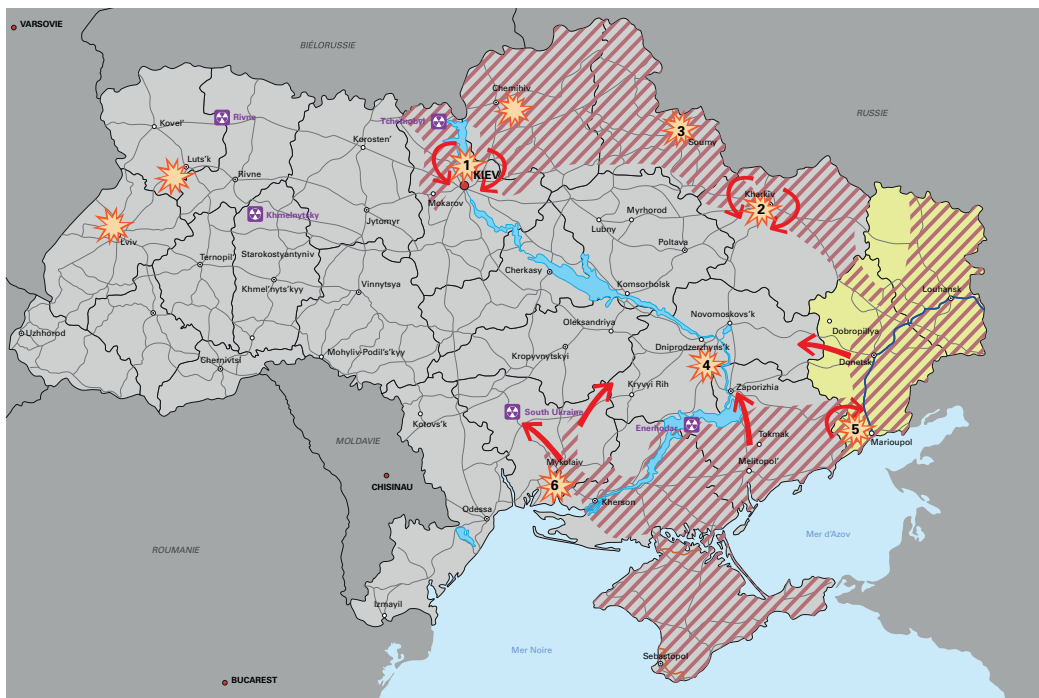 VARSOVIE
BIÉLORUSSIE
RUSSIE
Chernihiv
Rivne
Tchernobyl
Kovel'
3
Soumy
Korosten'
Luts'k
1
KIEV
Rivne
Kharkiv
2
Mokarov
Khmelnytsky
Jytomyr
Myrhorod
Lubny
Lviv
Poltava
Ternopil'
Starokostyantyniv
Cherkasy
Khmel'nyts'kyy
Vinnytsya
Komsorholsk
Louhansk
Novomoskovs'k
Oleksandriya
Dobropillya
Uzhhorod
Dniprodzerzhyns'k
Mohyliv-Podil's'kyy
Kropyvnytskyi
Chernivtsi
4
Donetsk
Kryvyi Rih
Zaporizhia
South Ukraine
Kotovs'k
Enerhodar
5
Tokmak
Marioupol
MOLDAVIE
Mykolaiv
Melitopol'
CHISINAU
6
Kherson
Odessa
Mer d'Azov
ROUMANIE
Izmayil
Mer Noire
Sebastopol
BUCAREST